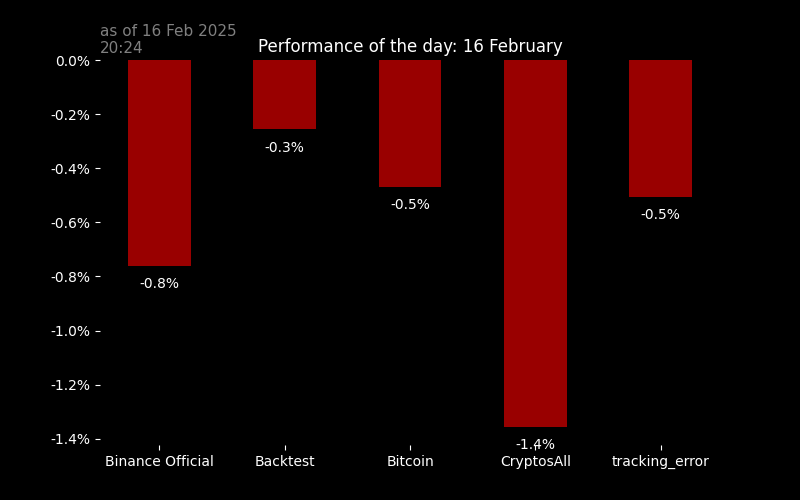 as of 16 Feb 2025
20:24
Performance of the day: 16 February
0.0%
-0.2%
-0.4%
-0.6%
-0.8%
-1.0%
-1.2%
-1.4%
-0.8%
-0.3%
-0.5%
-1.4%
-0.5%
Binance Official
Backtest
Bitcoin
CryptosAll
tracking_error